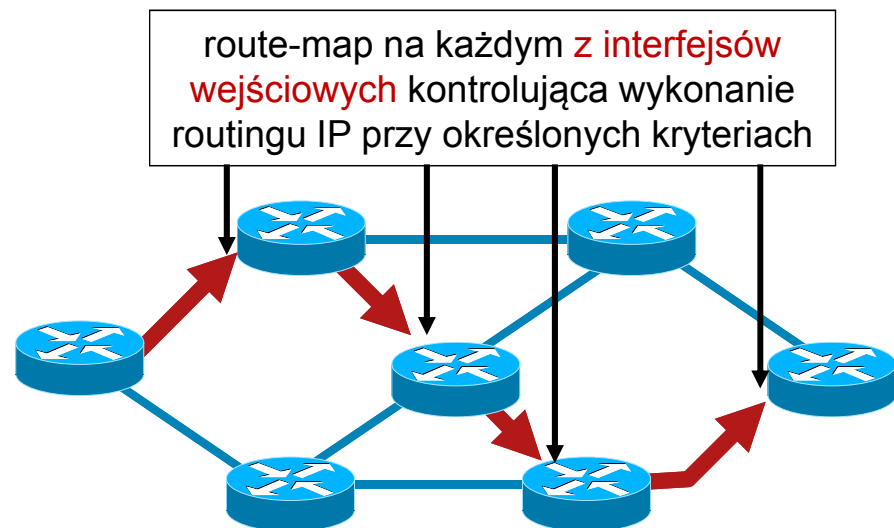 route-map na każdym z interfejsów
wejściowych kontrolująca wykonanie
routingu IP przy określonych kryteriach